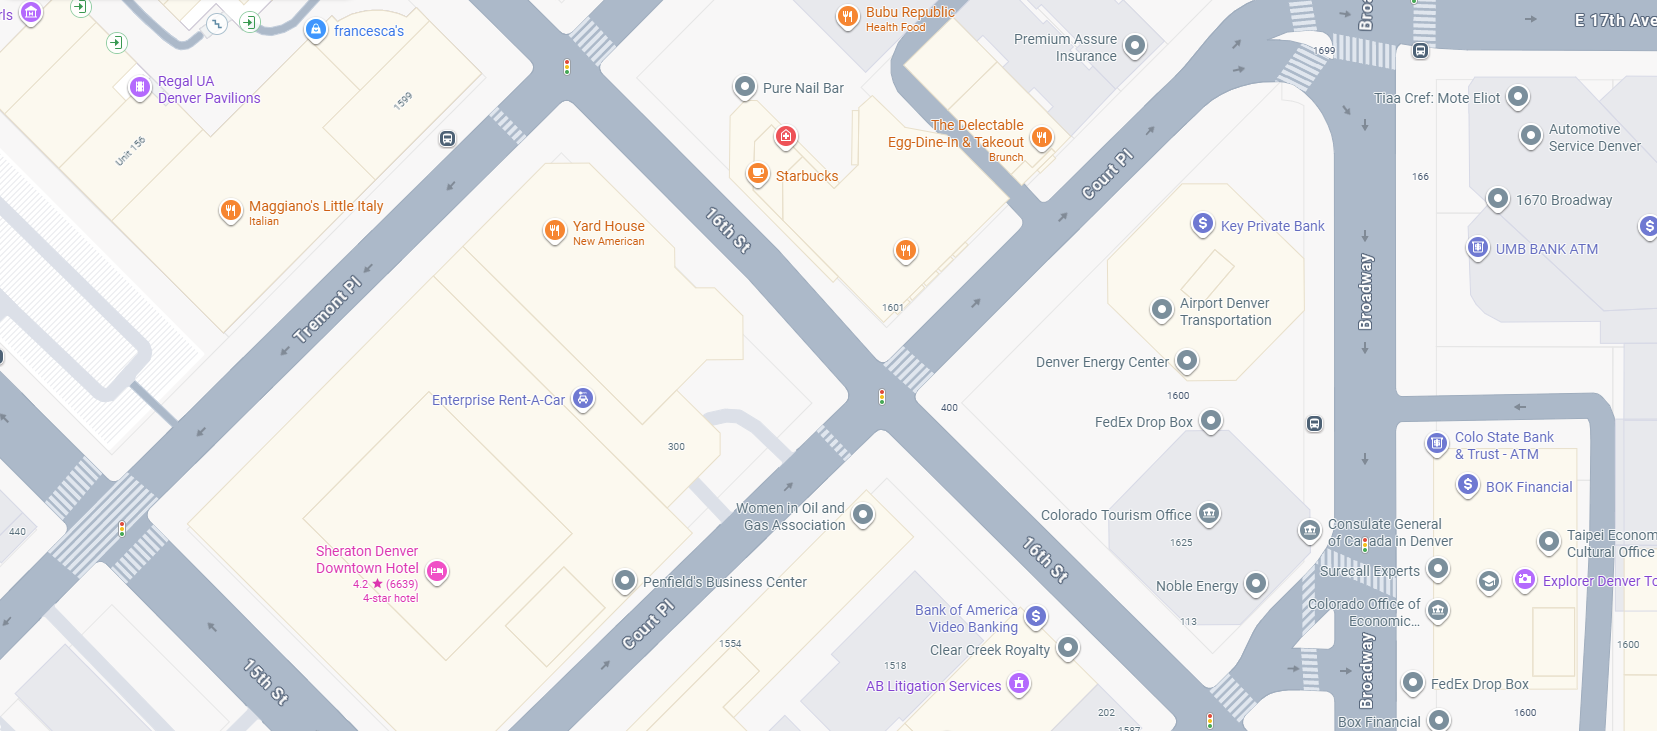 Bubu Republic
Health Food
Bro
E 17th Ave
rls
francesca's
Premium Assure
Insurance
1699
Regal UA
Denver Pavilions
1599
Pure Nail Bar
Tiaa Cref: Mote Eliot
Automotive
Service Denver
The Delectable
Egg-Dine-In & Takeout
Brunch
Unit 156
Court Pl
Starbucks
166
1670 Broadway
Maggiano's Little Italy
Italian
Yard House
New American
16th St
Key Private Bank
UMB BANK ATM
Tremont Pl
1601
Airport Denver
Transportation
Broadway
Denver Energy Center
1600
Enterprise Rent-A-Car
400
FedEx Drop Box
300
Colo State Bank
& Trust - ATM
BOK Financial
Women in Oil and
Gas Association
Colorado Tourism Office
1625
Consulate General
of Canada in Denver
Taipei Econom
Cultural Office
440
Sheraton Denver
Downtown Hotel
4.2 ★ (6639)
4-star hotel
16th St
Penfield's Business Center
Noble Energy
Surecall Experts
Explorer Denver To
Colorado Office of
Economic...
Bank of America
Video Banking
113
Court Pl
1554
Clear Creek Royalty
1600
1518
AB Litigation Services
15th St
Broadway
FedEx Drop Box
202
1600
Box Financial
1587